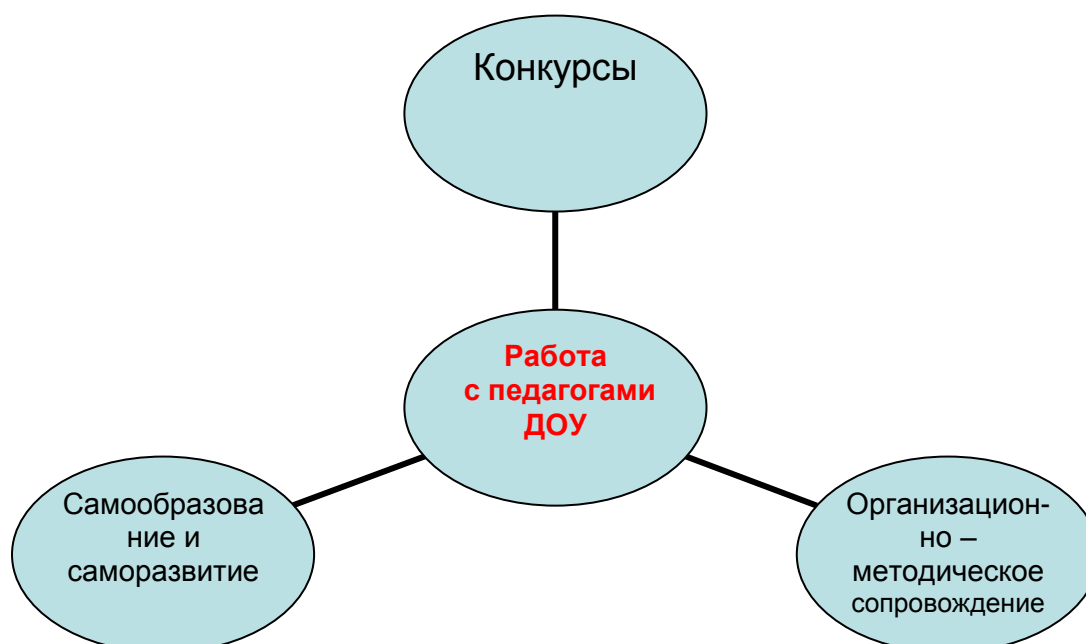 Конкурсы
Работа
с педагогами
ДОУ
Самообразова
ние и
саморазвитие
Организацион-
но –
методическое
сопровождение